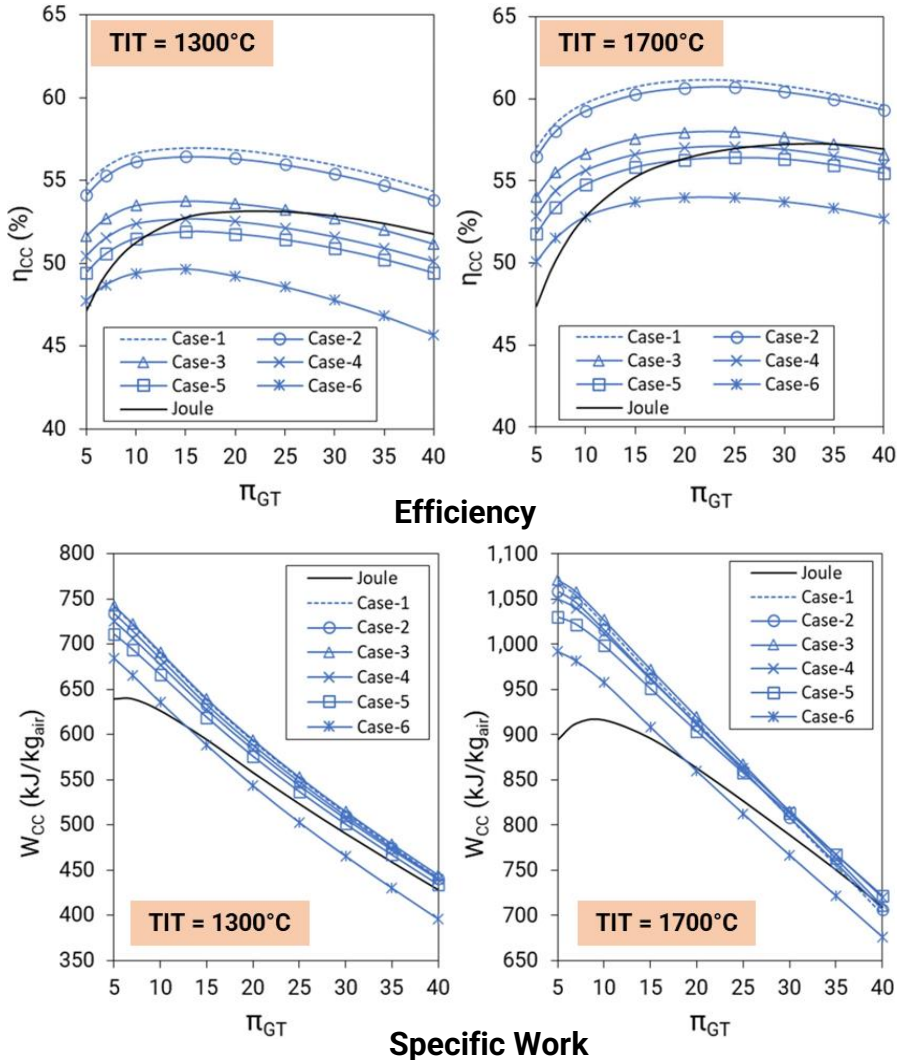 65
60
55
50
45
40
ηCC (%)
TIT = 1300°C
Case-1
Case-2
Case-3
Case-4
Case-5
Case-6
Joule
5 10 15 20 25 30 35 40
πGT
65
60
55
50
45
40
ηCC (%)
TIT = 1700°C
Case-1
Case-2
Case-3
Case-4
Case-5
Case-6
Joule
5 10 15 20 25 30 35 40
πGT
Efficiency
800
750
700
650
600
550
500
450
400
350
WCC (kJ/kgair)
Joule
Case-1
Case-2
Case-3
Case-4
Case-5
Case-6
TIT = 1300°C
5 10 15 20 25 30 35 40
πGT
1,100
1,050
1,000
950
900
850
800
750
700
650
WCC (kJ/kgair)
Joule
Case-1
Case-2
Case-3
Case-4
Case-5
Case-6
TIT = 1700°C
5 10 15 20 25 30 35 40
πGT
Specific Work